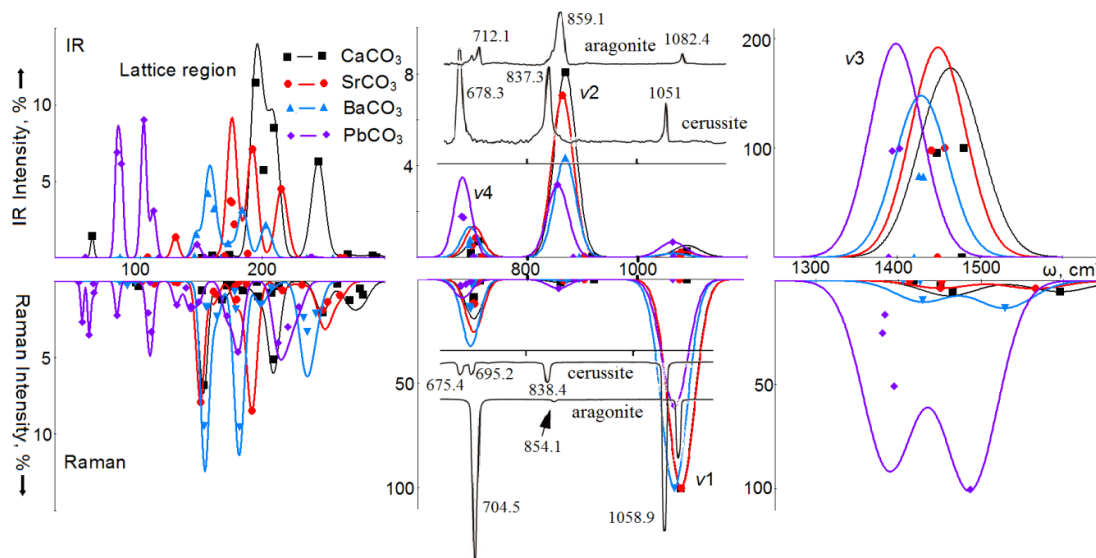 IR
Lattice region
CaCO₃
SrCO₃
BaCO₃
PbCO₃
IR Intensity, %
10
5
200
Raman Intensity, %
5
10
Raman
712.1
859.1
aragonite
1082.4
8
678.3
837.3
v2
1051
cerussite
4
v4
800
1000
50
675.4
695.2
838.4
cerussite
aragonite
854.1
100
v1
704.5
1058.9
200
v3
100
1300
1400
1500
ω, cm
50
100
100